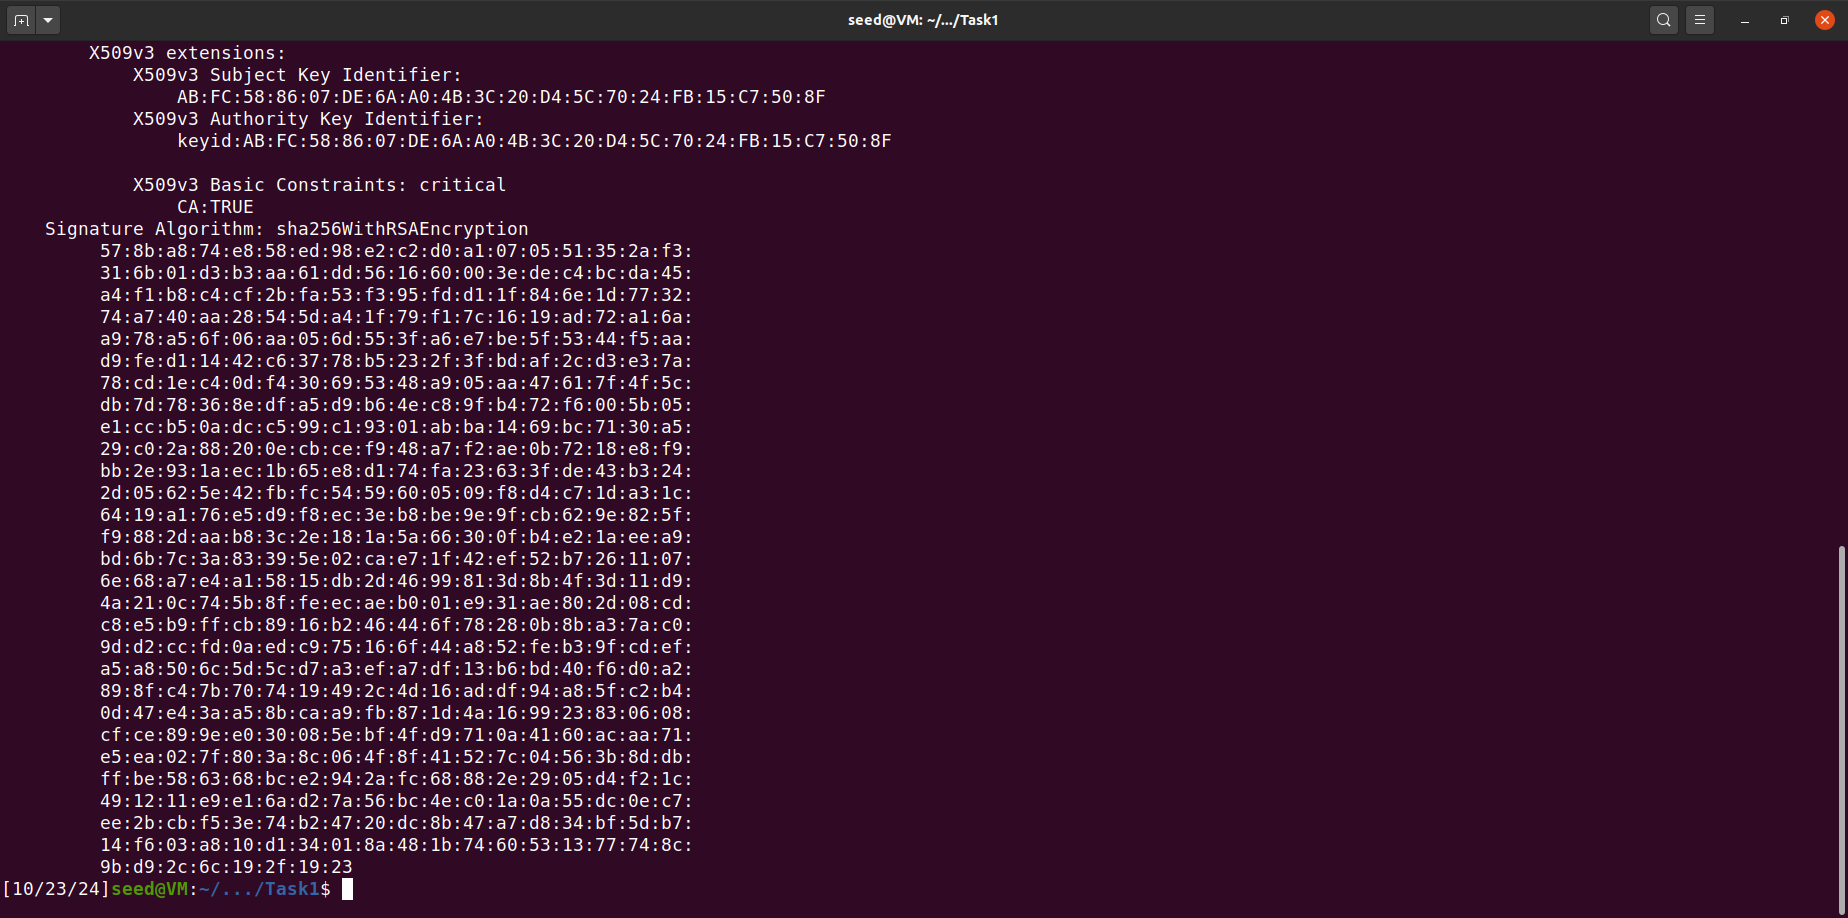 seed@VM: ~/.../Task1
X509v3 extensions:
X509v3 Subject Key Identifier:
AB:FC:58:86:07:DE:6A:A0:4B:3C:20:D4:5C:70:24:FB:15:C7:50:8F
X509v3 Authority Key Identifier:
keyid:AB:FC:58:86:07:DE:6A:A0:4B:3C:20:D4:5C:70:24:FB:15:C7:50:8F
X509v3 Basic Constraints: critical
CA:TRUE
Signature Algorithm: sha256WithRSAEncryption
57:8b:a8:74:e8:58:ed:98:e2:c2:d0:a1:07:05:51:35:2a:f3:
31:6b:01:d3:b3:aa:61:dd:56:16:60:00:3e:de:c4:bc:da:45:
a4:f1:b8:c4:cf:2b:fa:53:f3:95:fd:d1:1f:84:6e:1d:77:32:
74:a7:40:aa:28:54:5d:a4:1f:79:f1:7c:16:19:ad:72:a1:6a:
a9:78:a5:6f:06:aa:05:6d:55:3f:a6:e7:be:5f:53:44:f5:aa:
d9:fe:d1:14:42:c6:37:78:b5:23:2f:3f:bd:af:2c:d3:e3:7a:
78:cd:1e:c4:0d:f4:30:69:53:48:a9:05:aa:47:61:7f:4f:5c:
db:7d:78:36:8e:df:a5:d9:b6:4e:c8:9f:b4:72:f6:00:5b:05:
e1:cc:b5:0a:dc:c5:99:c1:93:01:ab:ba:14:69:bc:71:30:a5:
29:c0:2a:88:20:0e:cb:ce:f9:48:a7:f2:ae:0b:72:18:e8:f9:
bb:2e:93:1a:ec:1b:65:e8:d1:74:fa:23:63:3f:de:43:b3:24:
2d:05:62:5e:42:fb:fc:54:59:60:05:09:f8:d4:c7:1d:a3:1c:
64:19:a1:76:e5:d9:f8:ec:3e:b8:be:9e:9f:cb:62:9e:82:5f:
f9:88:2d:aa:b8:3c:2e:18:1a:5a:66:30:0f:b4:e2:1a:ee:a9:
bd:6b:7c:3a:83:39:5e:02:ca:e7:1f:42:ef:52:b7:26:11:07:
6e:68:a7:e4:a1:58:15:db:2d:46:99:81:3d:8b:4f:3d:11:d9:
4a:21:0c:74:5b:8f:fe:ec:ae:b0:01:e9:31:ae:80:2d:08:cd:
c8:e5:b9:ff:cb:89:16:b2:46:44:6f:78:28:0b:8b:a3:7a:c0:
9d:d2:cc:fd:0a:ed:c9:75:16:6f:44:a8:52:fe:b3:9f:cd:ef:
a5:a8:50:6c:5d:5c:d7:a3:ef:a7:df:13:b6:bd:40:f6:d0:a2:
89:8f:c4:7b:70:74:19:49:2c:4d:16:ad:df:94:a8:5f:c2:b4:
0d:47:e4:3a:a5:8b:ca:a9:fb:87:1d:4a:16:99:23:83:06:08:
cf:ce:89:9e:e0:30:08:5e:bf:4f:d9:71:0a:41:60:ac:aa:71:
e5:ea:02:7f:80:3a:8c:06:4f:8f:41:52:7c:04:56:3b:8d:db:
ff:be:58:63:68:bc:e2:94:2a:fc:68:88:2e:29:05:d4:f2:1c:
49:12:11:e9:e1:6a:d2:7a:56:bc:4e:c0:1a:0a:55:dc:0e:c7:
ee:2b:cb:f5:3e:74:b2:47:20:dc:8b:47:a7:d8:34:bf:5d:b7:
14:f6:03:a8:10:d1:34:01:8a:48:1b:74:60:53:13:77:74:8c:
9b:d9:2c:6c:19:2f:19:23
[10/23/24]seed@VM:~/.../Task1$